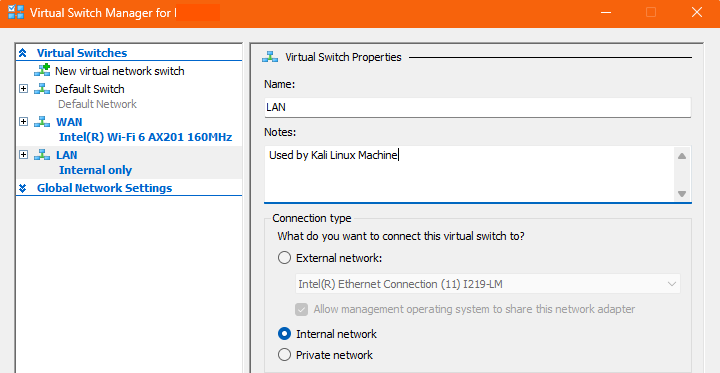 Virtual Switch Manager for
Virtual Switches
New virtual network switch
Default Switch
Default Network
WAN
Intel(R) Wi-Fi 6 AX201 160MHz
LAN
Internal only
Global Network Settings
Virtual Switch Properties
Name:
LAN
Notes:
Used by Kali Linux Machine
Connection type
What do you want to connect this virtual switch to?
External network:
Intel(R) Ethernet Connection (11) I219-LM
Allow management operating system to share this network adapter
Internal network
Private network